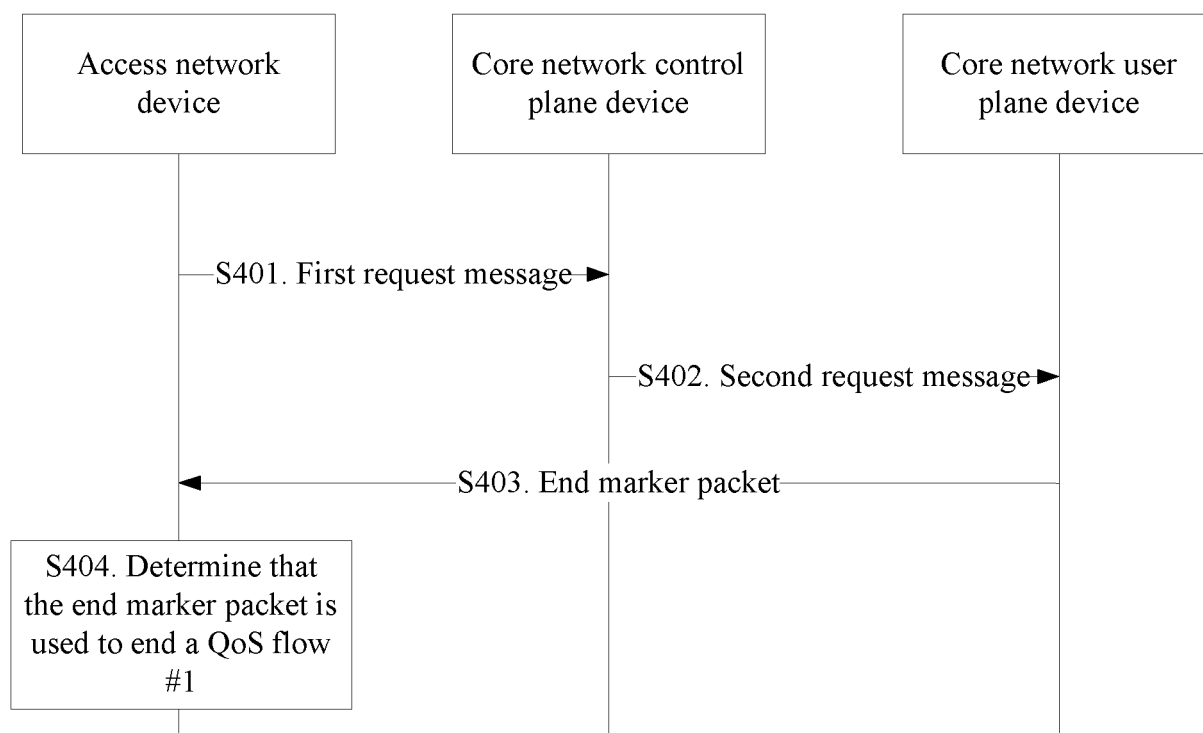 Access network
device
Core network control
plane device
Core network user
plane device
S401. First request message
S402. Second request message
S403. End marker packet
S404. Determine that
the end marker packet is
used to end a QoS flow
#1